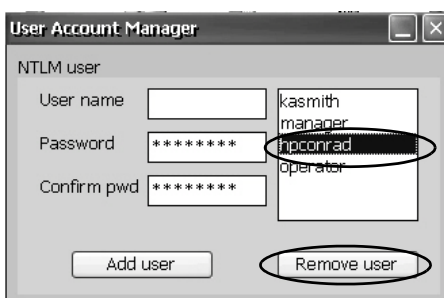 User Account Manager
NTLM user
User name
Password ********
Confirm pwd ********
kasmith
manager
hpconrad
operator
Add user Remove user